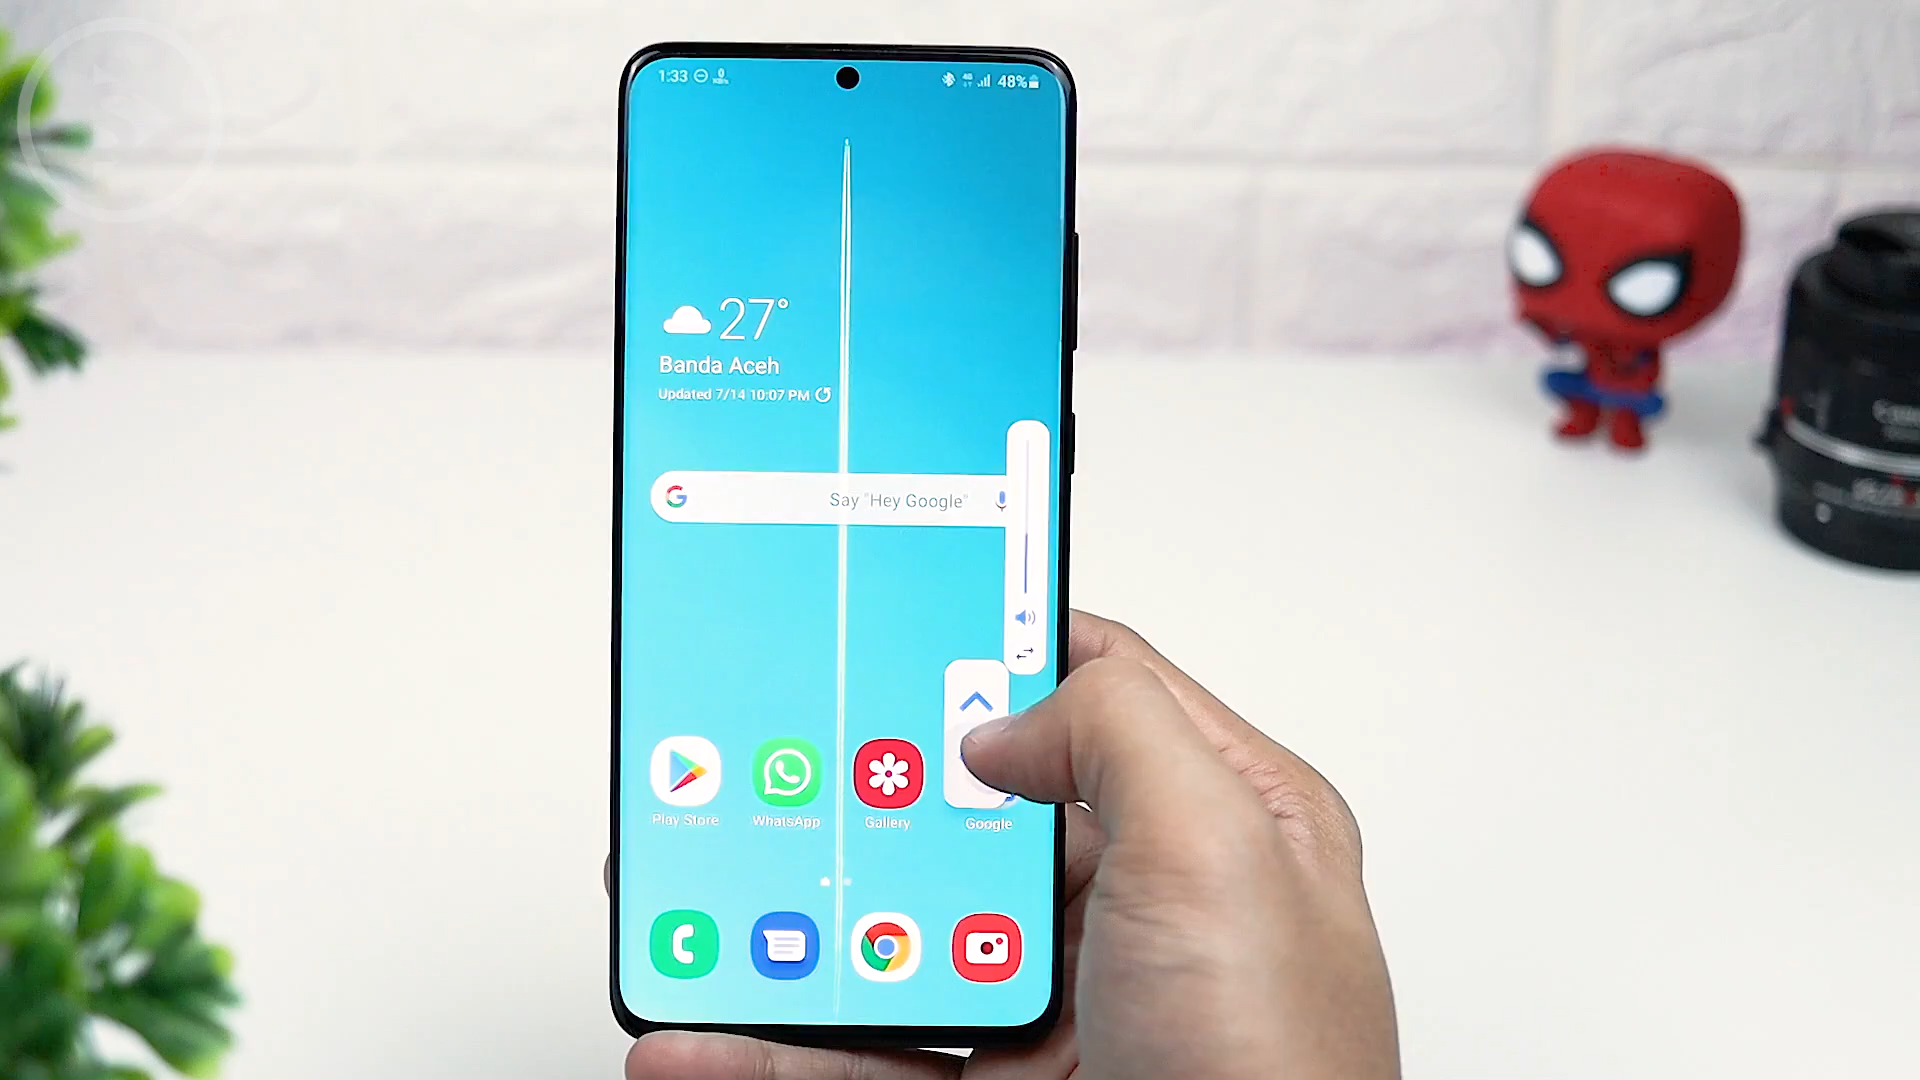 1:33
48%
27°
Banda Aceh
Updated 7/14 10:07 PM
Say "Hey Google"
Play Store
WhatsApp
Gallery
Google